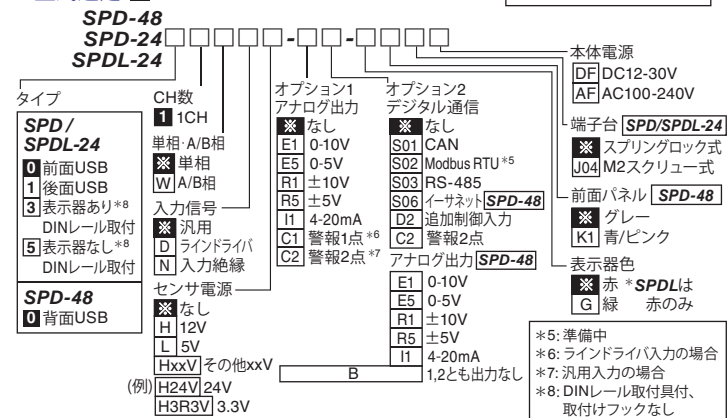 SPD-48
SPD-24□□□□□-□□-□□□□
SPDL-24
タイプ
SPD /
SPDL-24
0 前面USB
1 後面USB
3 表示器あり*8
DINレール取付
5 表示器なし*8
DINレール取付
SPD-48
0 背面USB
CH数
1 1CH
単相·A/B相
※ 単相
W A/B相
入力信号
※ 汎用
D ラインドライバ
N 入力絶縁
センサ電源
※ なし
H 12V
L 5V
HxxV その他xxV
(例) H24V 24V
H3R3V 3.3V
オプション1
アナログ出力
※ なし
E1 0-10V
E5 0-5V
R1 ±10V
R5 ±5V
I1 4-20mA
C1 警報1点*6
C2 警報2点*7
オプション2
デジタル通信
※ なし
S01 CAN
S02 Modbus RTU*5
S03 RS-485
S06 イーサネット SPD-48
D2 追加制御入力
C2 警報2点
アナログ出力 SPD-48
E1 0-10V
E5 0-5V
R1 ±10V
R5 ±5V
I1 4-20mA
B 1,2とも出力なし
本体電源
DF DC12-30V
AF AC100-240V
端子台 SPD/SPDL-24
※ スプリングロック式
J04 M2スクリュー式
前面パネル SPD-48
※ グレー
K1 青/ピンク
表示器色
※ 赤 *SPDLは
G 緑 赤のみ
*5: 準備中
*6: ラインドライバ入力の場合
*7: 汎用入力の場合
*8: DINレール取付具付、
取付けフックなし